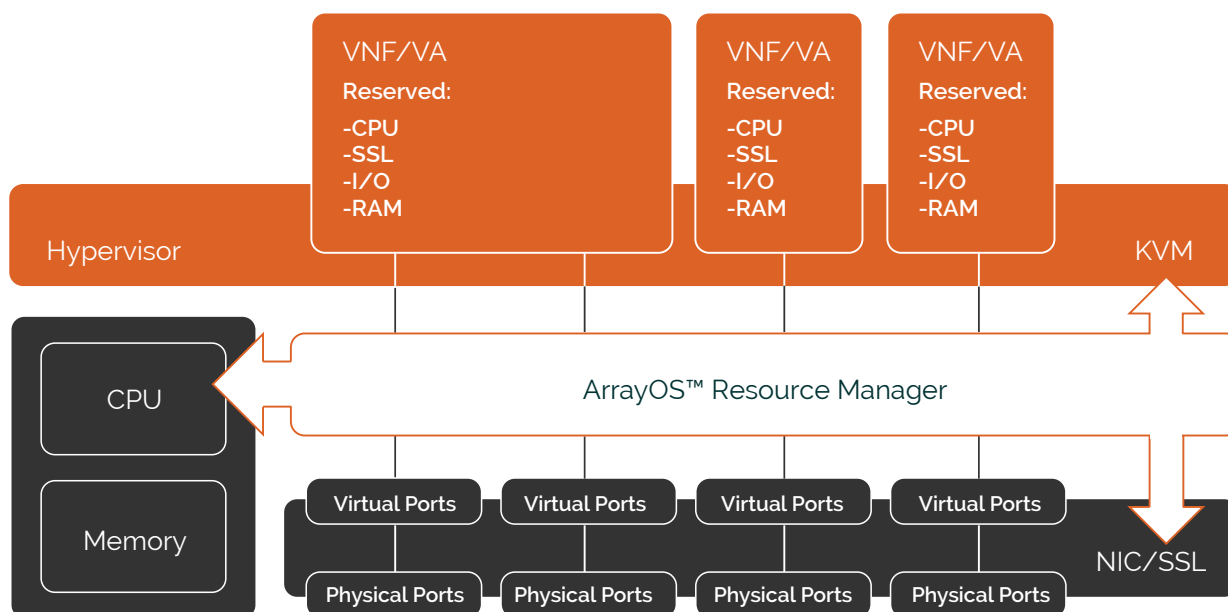 VNF/VA
Reserved:
-CPU
-SSL
-I/O
-RAM
VNF/VA
Reserved:
-CPU
-SSL
-I/O
-RAM
VNF/VA
Reserved:
-CPU
-SSL
-I/O
-RAM
Hypervisor
KVM
CPU
Memory
ArrayOS™ Resource Manager
Virtual Ports
Virtual Ports
Virtual Ports
Virtual Ports
NIC/SSL
Physical Ports
Physical Ports
Physical Ports
Physical Ports